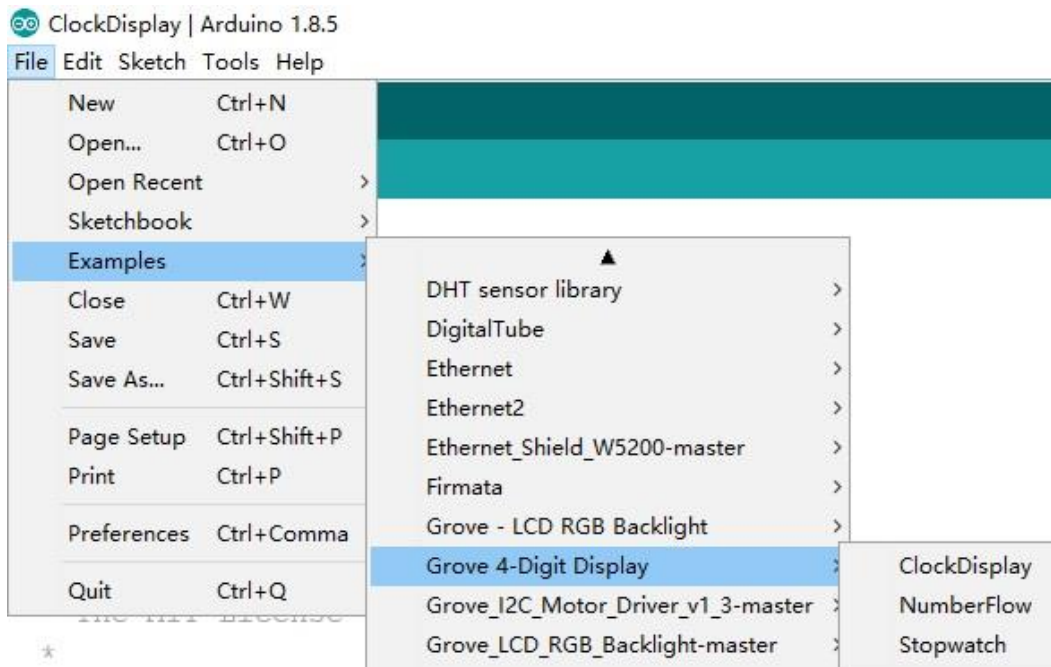 ClockDisplay | Arduino 1.8.5
File Edit Sketch Tools Help
New Ctrl+N
Open... Ctrl+O
Open Recent
Sketchbook
Examples
Close Ctrl+W
Save Ctrl+S
Save As... Ctrl+Shift+S
Page Setup Ctrl+Shift+P
Print Ctrl+P
Preferences Ctrl+Comma
Quit Ctrl+Q
DHT sensor library
DigitalTube
Ethernet
Ethernet2
Ethernet_Shield_W5200-master
Firmata
Grove - LCD RGB Backlight
Grove 4-Digit Display
Grove_I2C_Motor_Driver_v1_3-master
Grove_LCD_RGB_Backlight-master
ClockDisplay
NumberFlow
Stopwatch
The MIT License
*